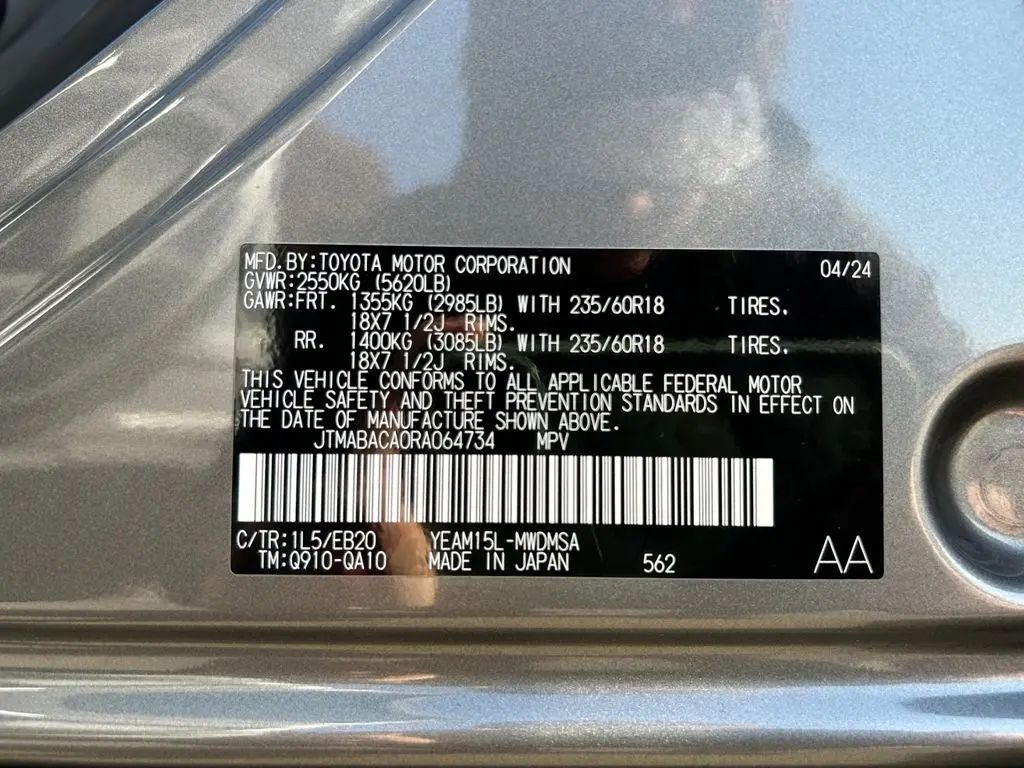 MFD.BY:TOYOTA MOTOR CORPORATION 04/24
GVWR:2550KG (5620LB)
GAWR:FRT. 1355KG (2985LB) WITH 235/60R18 TIRES.
18X7 1/2J RIMS.
RR. 1400KG (3085LB) WITH 235/60R18 TIRES.
18X7 1/2J RIMS.
THIS VEHICLE CONFORMS TO ALL APPLICABLE FEDERAL MOTOR
VEHICLE SAFETY AND THEFT PREVENTION STANDARDS IN EFFECT ON
THE DATE OF MANUFACTURE SHOWN ABOVE.
JTMABACA0RA064734 MPV
C/TR:1L5/EB20 YEAM15L-MWDMSA
TM:Q910-QA10 MADE IN JAPAN 562 AA